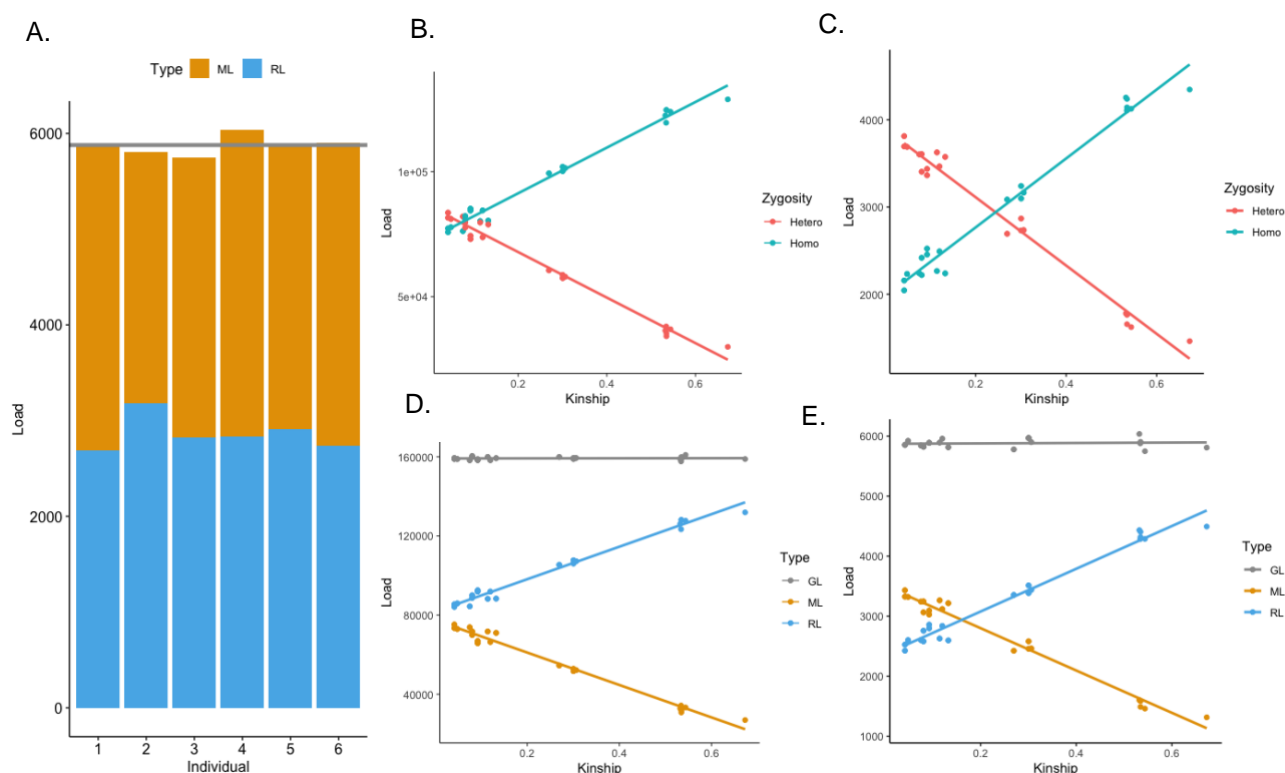 A.
Type ML RL
Load
6000
4000
2000
0
1 2 3 4 5 6
Individual
B.
Load
1e+05
5e+04
0.2 0.4 0.6
Kinship
Zygosity
Hetero
Homo
C.
Load
4000
3000
2000
0.2 0.4 0.6
Kinship
Zygosity
Hetero
Homo
D.
Load
160000
120000
80000
40000
0.2 0.4 0.6
Kinship
Type
GL
ML
RL
E.
Load
6000
5000
4000
3000
2000
1000
0.2 0.4 0.6
Kinship
Type
GL
ML
RL